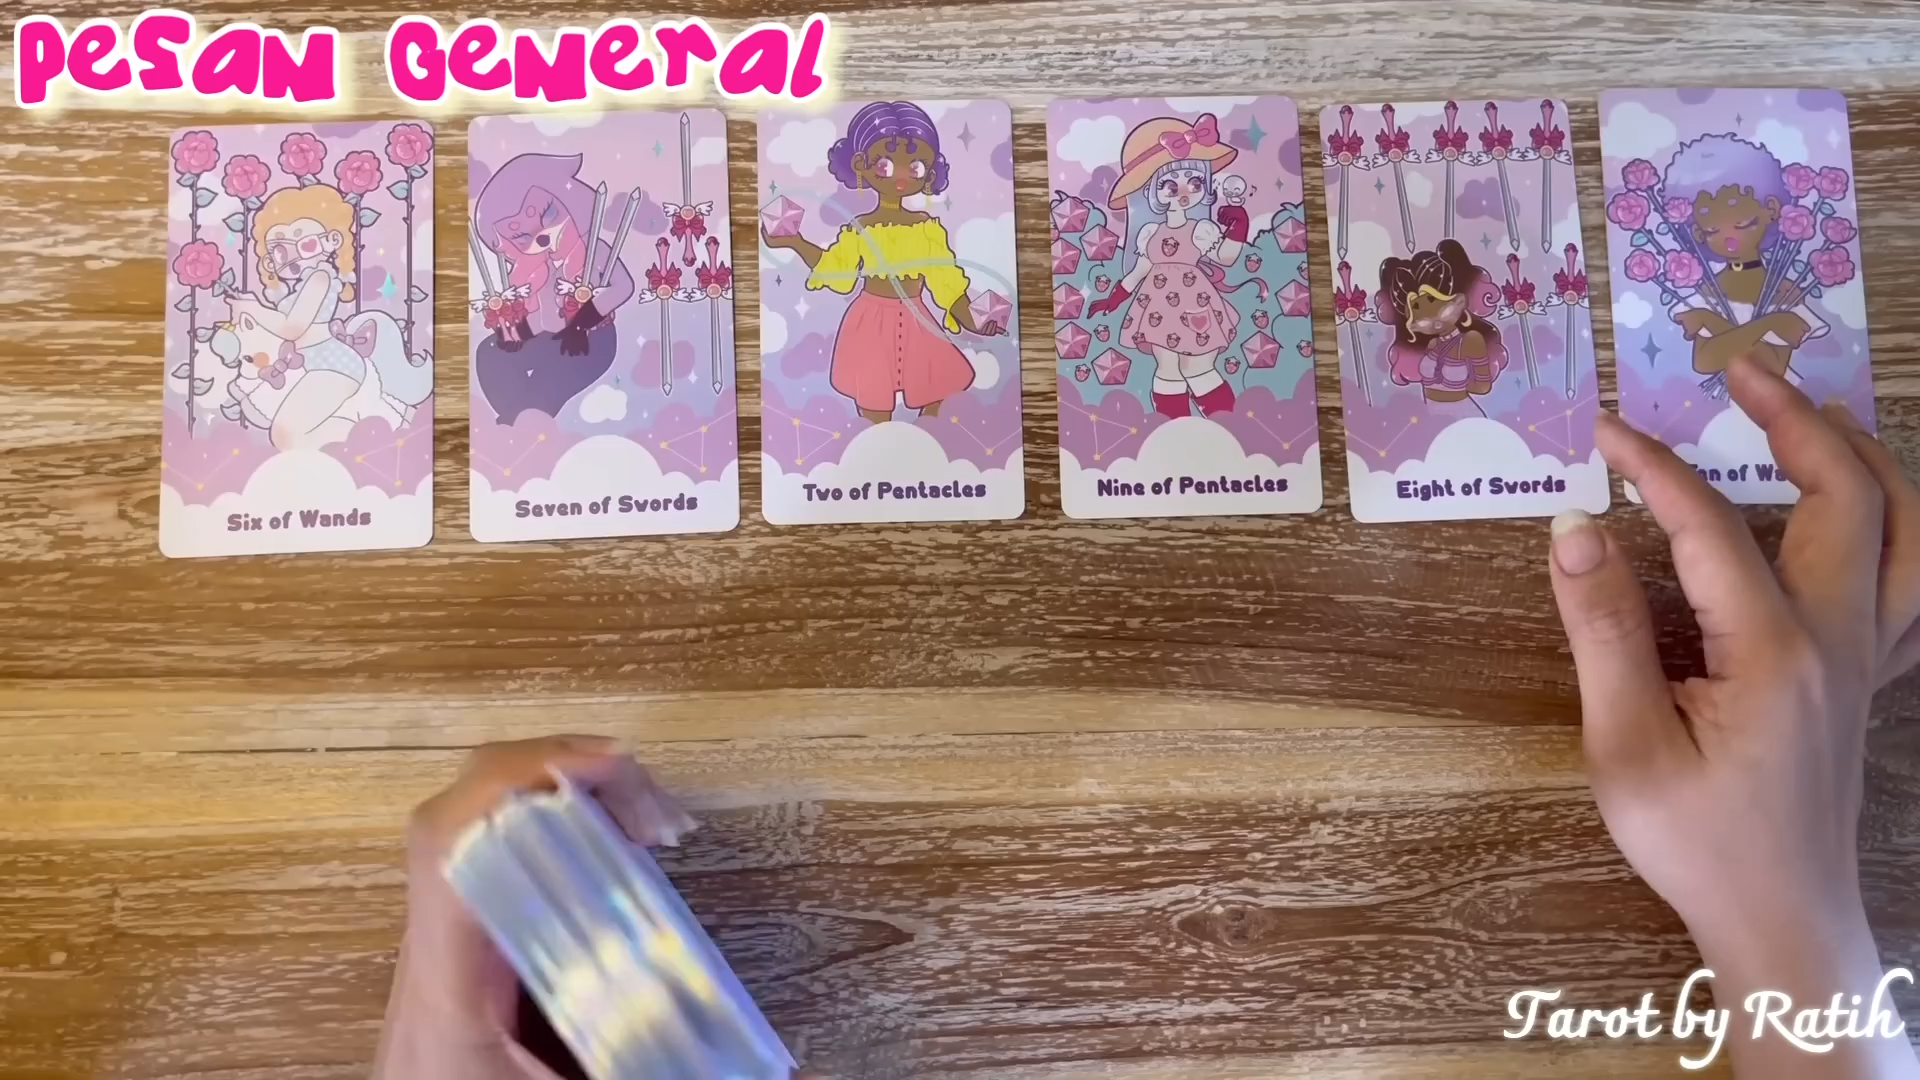 Pesan General
Six of Wands
Seven of Swords
Two of Pentacles
Nine of Pentacles
Eight of Swords
of
Tarot by Ratih